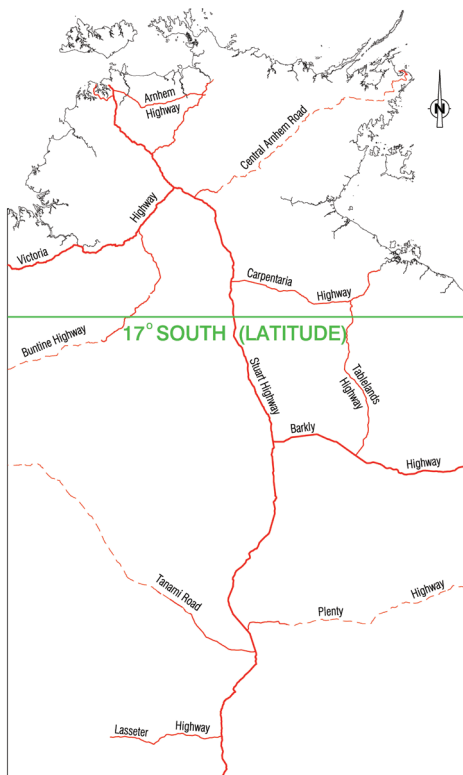 Arnhem
Highway
N
Central Arnhem Road
Highway
Victoria
Carpentaria
Highway
17° SOUTH (LATITUDE)
Buntine Highway
Stuart Highway
Tablelands
Highway
Barkly
Highway
Tanami Road
Highway
Plenty
Lasseter
Highway